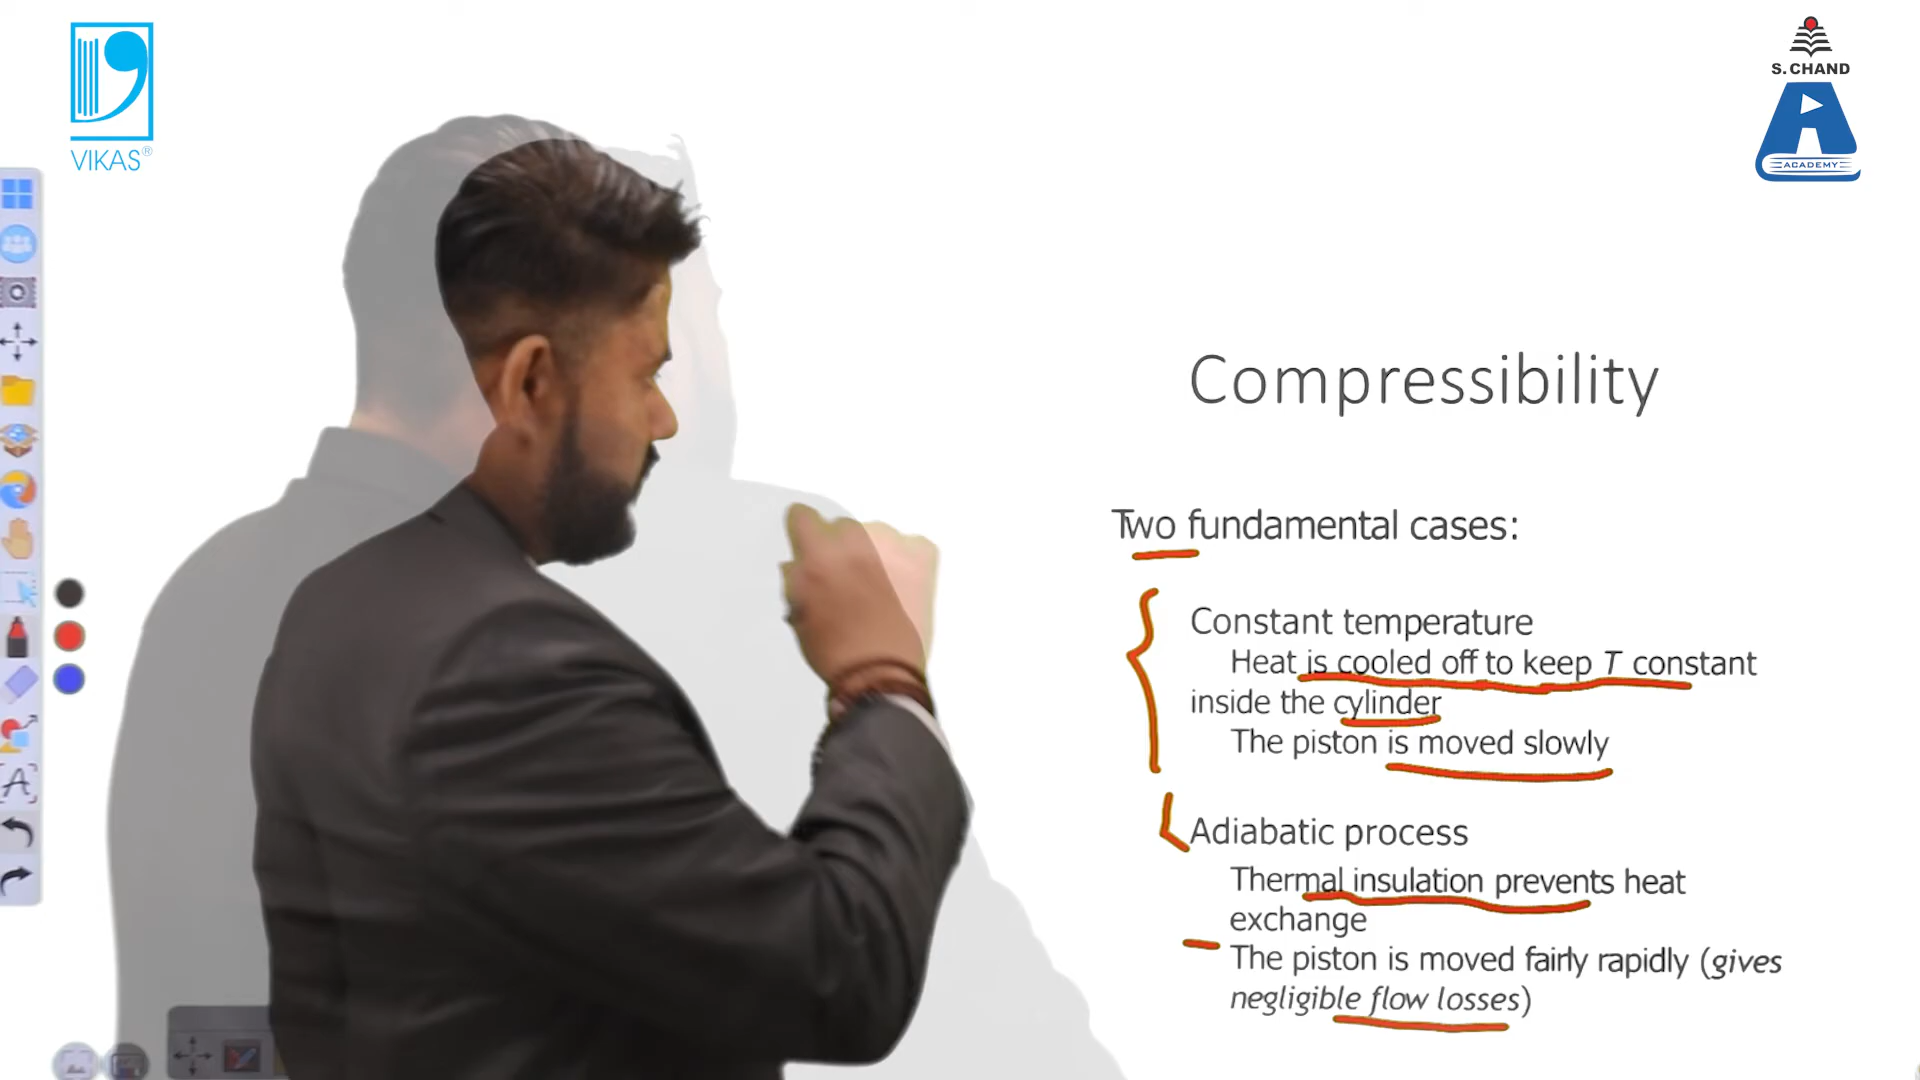 VIKAS®
S. CHAND
ACADEMY
Compressibility
Two fundamental cases:
Constant temperature
Heat is cooled off to keep T constant
inside the cylinder
The piston is moved slowly
Adiabatic process
Thermal insulation prevents heat
exchange
The piston is moved fairly rapidly (gives
negligible flow losses)